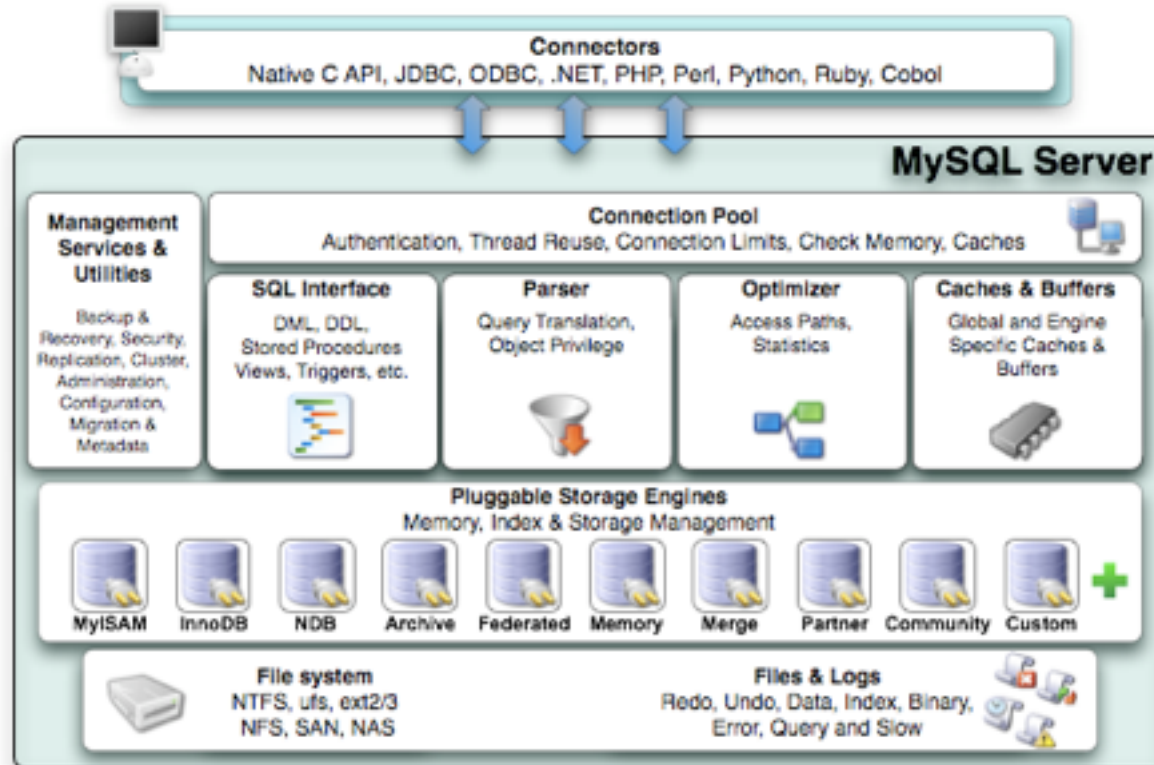 Connectors
Native C API, JDBC, ODBC, .NET, PHP, Perl, Python, Ruby, Cobol
MySQL Server
Management
Services &
Utilities
Backup &
Recovery, Security,
Replication, Cluster,
Administration,
Configuration,
Migration &
Metadata
Connection Pool
Authentication, Thread Reuse, Connection Limits, Check Memory, Caches
SQL Interface
DML, DDL,
Stored Procedures
Views, Triggers, etc.
Parser
Query Translation,
Object Privilege
Optimizer
Access Paths,
Statistics
Caches & Buffers
Global and Engine
Specific Caches &
Buffers
Pluggable Storage Engines
Memory, Index & Storage Management
MyISAM
InnoDB
NDB
Archive
Federated
Memory
Merge
Partner
Community
Custom
File system
NTFS, ufs, ext2/3
NFS, SAN, NAS
Files & Logs
Redo, Undo, Data, Index, Binary,
Error, Query and Slow